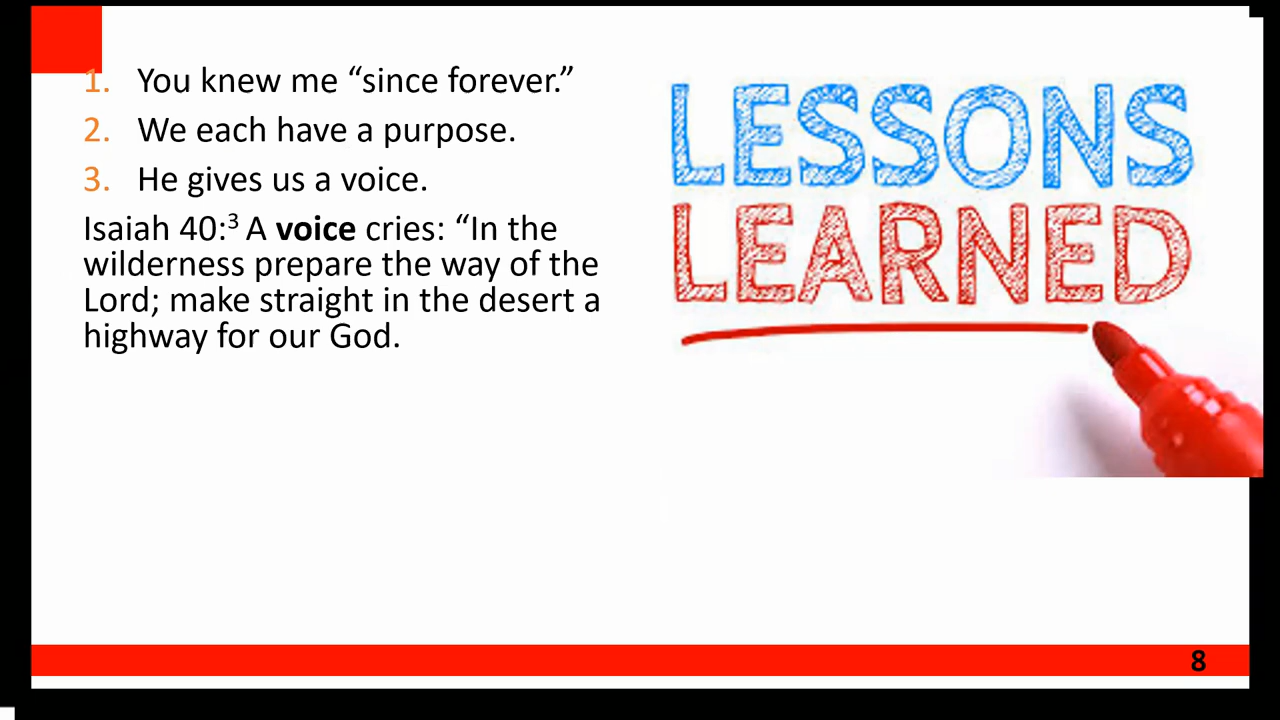 1. You knew me “since forever.”
2. We each have a purpose.
3. He gives us a voice.
Isaiah 40:³ A voice cries: “In the
wilderness prepare the way of the
Lord; make straight in the desert a
highway for our God.
LESSONS
LEARNED
8